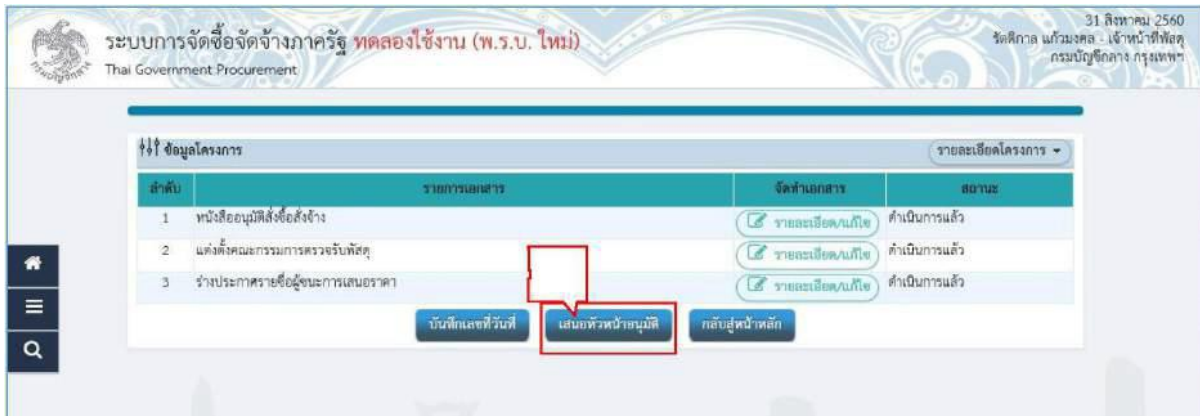 31 สิงหาคม 2560
ระบบการจัดซื้อจัดจ้างภาครัฐ ทดลองใช้งาน (พ.ร.บ. ใหม่)
รัตติกาล แก้วมงคล - เจ้าหน้าที่พัสดุ
Thai Government Procurement
กรมบัญชีกลาง กรุงเทพฯ
ข้อมูลโครงการ
รายละเอียดโครงการ
ลำดับ รายการเอกสาร จัดทำเอกสาร สถานะ
1 หนังสืออนุมัติสั่งซื้อสั่งจ้าง รายละเอียด/แก้ไข ดำเนินการแล้ว
2 แต่งตั้งคณะกรรมการตรวจรับพัสดุ รายละเอียด/แก้ไข ดำเนินการแล้ว
3 ร่างประกาศรายชื่อผู้ชนะการเสนอราคา รายละเอียด/แก้ไข ดำเนินการแล้ว
บันทึกเลขที่วันที่ เสนอหัวหน้าอนุมัติ กลับสู่หน้าหลัก